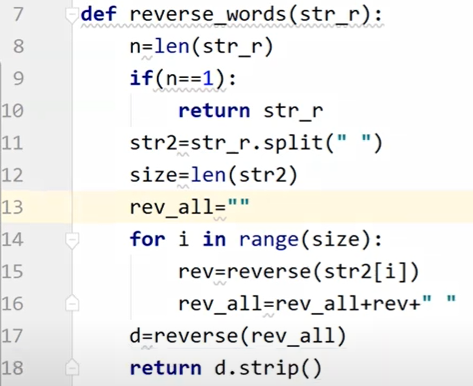 7 def reverse_words(str_r):
8     n=len(str_r)
9     if(n==1):
10         return str_r
11     str2=str_r.split(" ")
12     size=len(str2)
13     rev_all=""
14     for i in range(size):
15         rev=reverse(str2[i])
16         rev_all=rev_all+rev+" "
17     d=reverse(rev_all)
18     return d.strip()